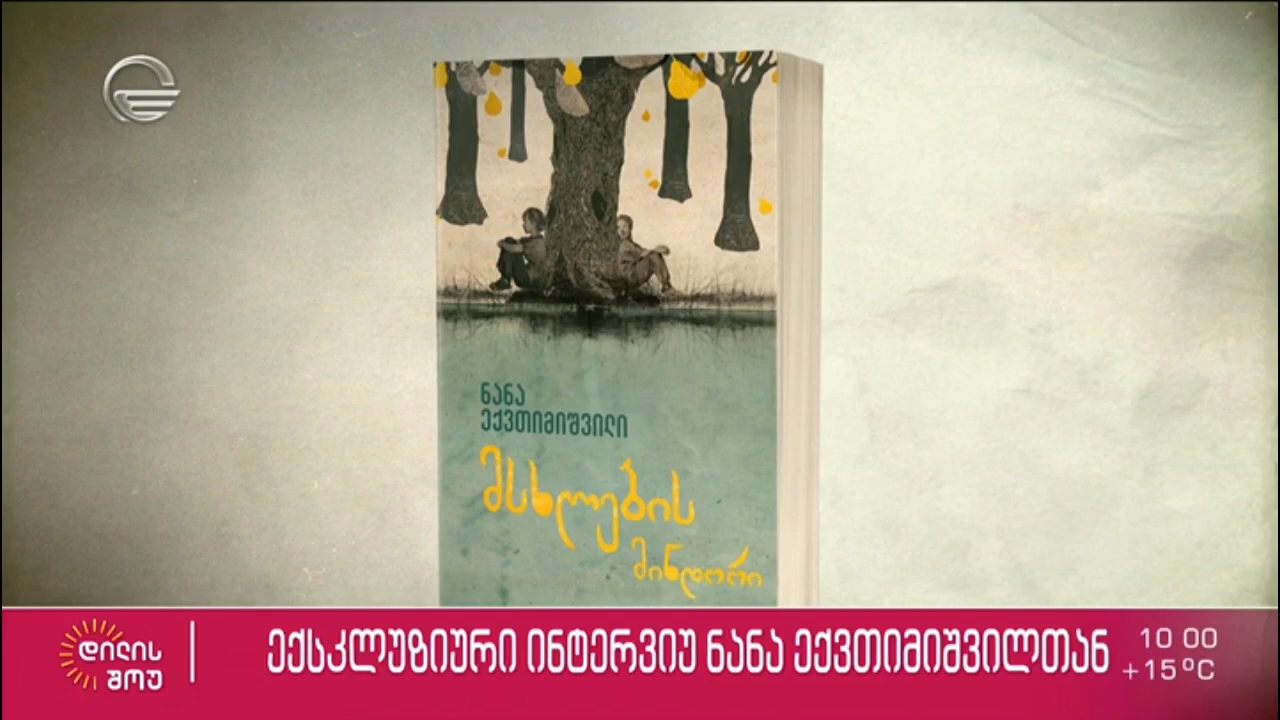 ნანა
ექვთიმიშვილი
მსხლების
მინდორი
დილის
შოუ
ექსკლუზიური ინტერვიუ ნანა ექვთიმიშვილთან
10 00
+15°C